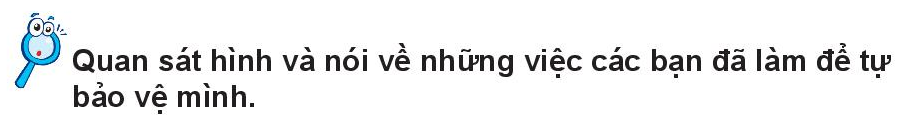 Quan sát hình và nói về những việc các bạn đã làm để tự
bảo vệ mình.